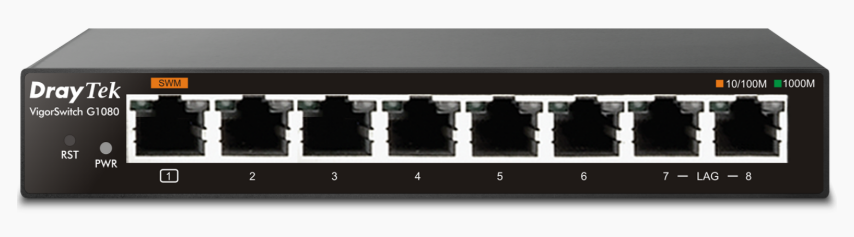 DrayTek
VigorSwitch G1080
SWM
10/100M 1000M
RST
PWR
1 2 3 4 5 6 7 — LAG — 8